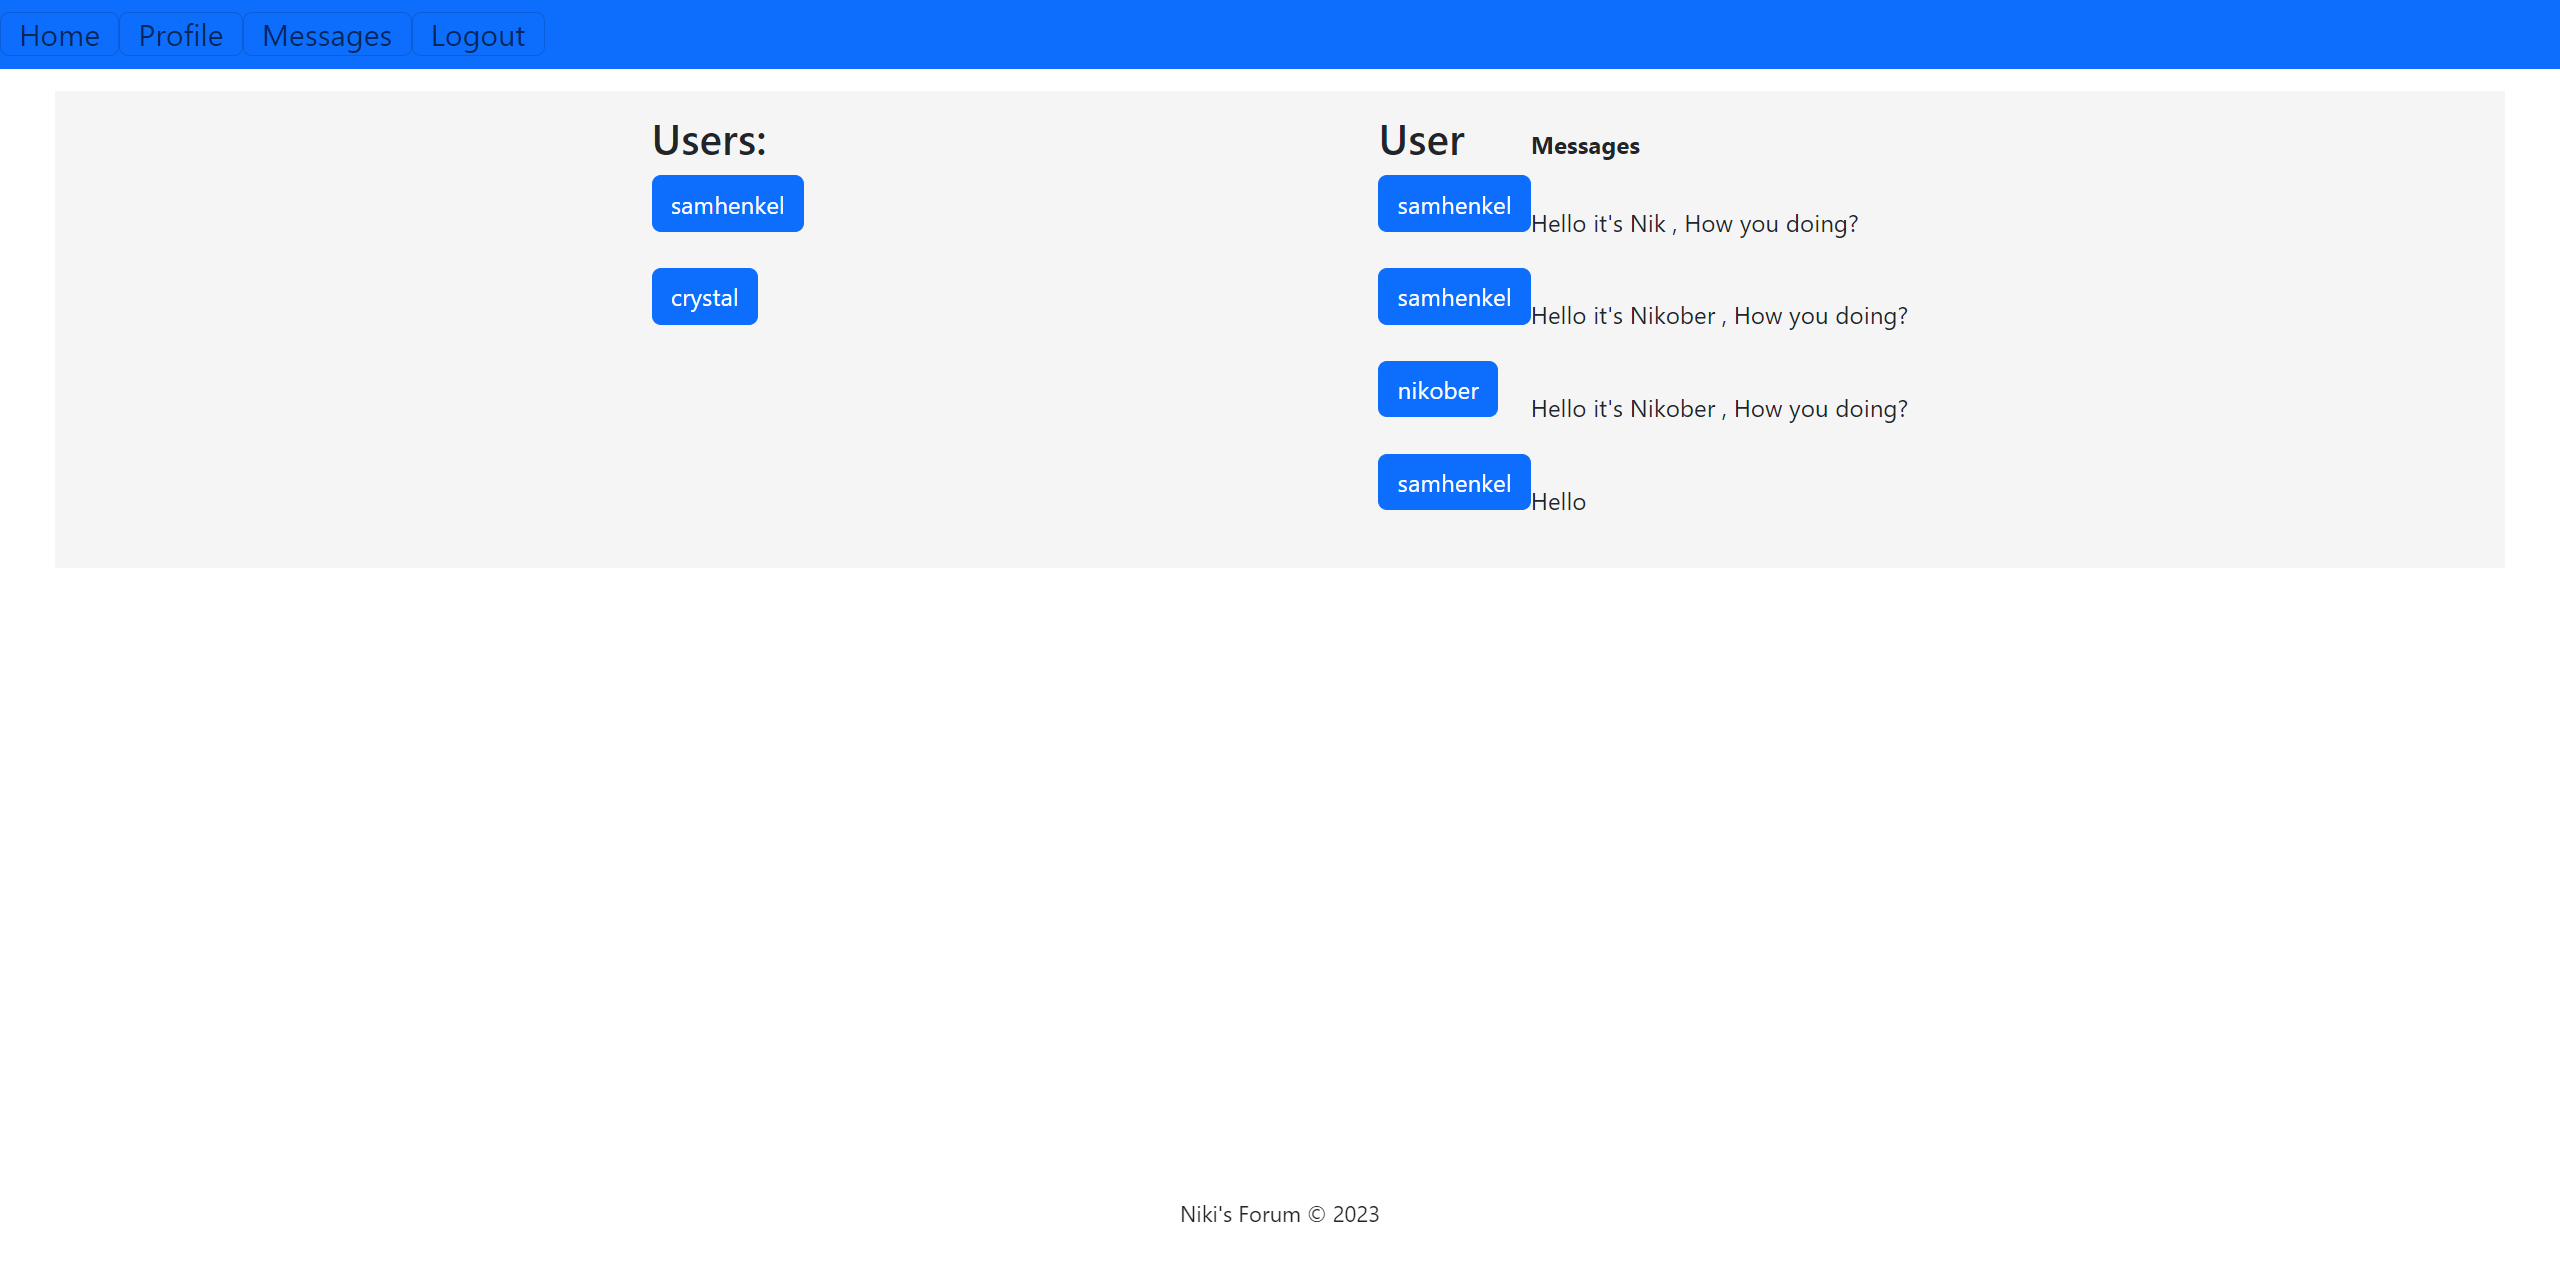 Home Profile Messages Logout
Users:
samhenkel
crystal
User Messages
samhenkel Hello it's Nik , How you doing?
samhenkel Hello it's Nikober , How you doing?
nikober Hello it's Nikober , How you doing?
samhenkel Hello
Niki's Forum © 2023